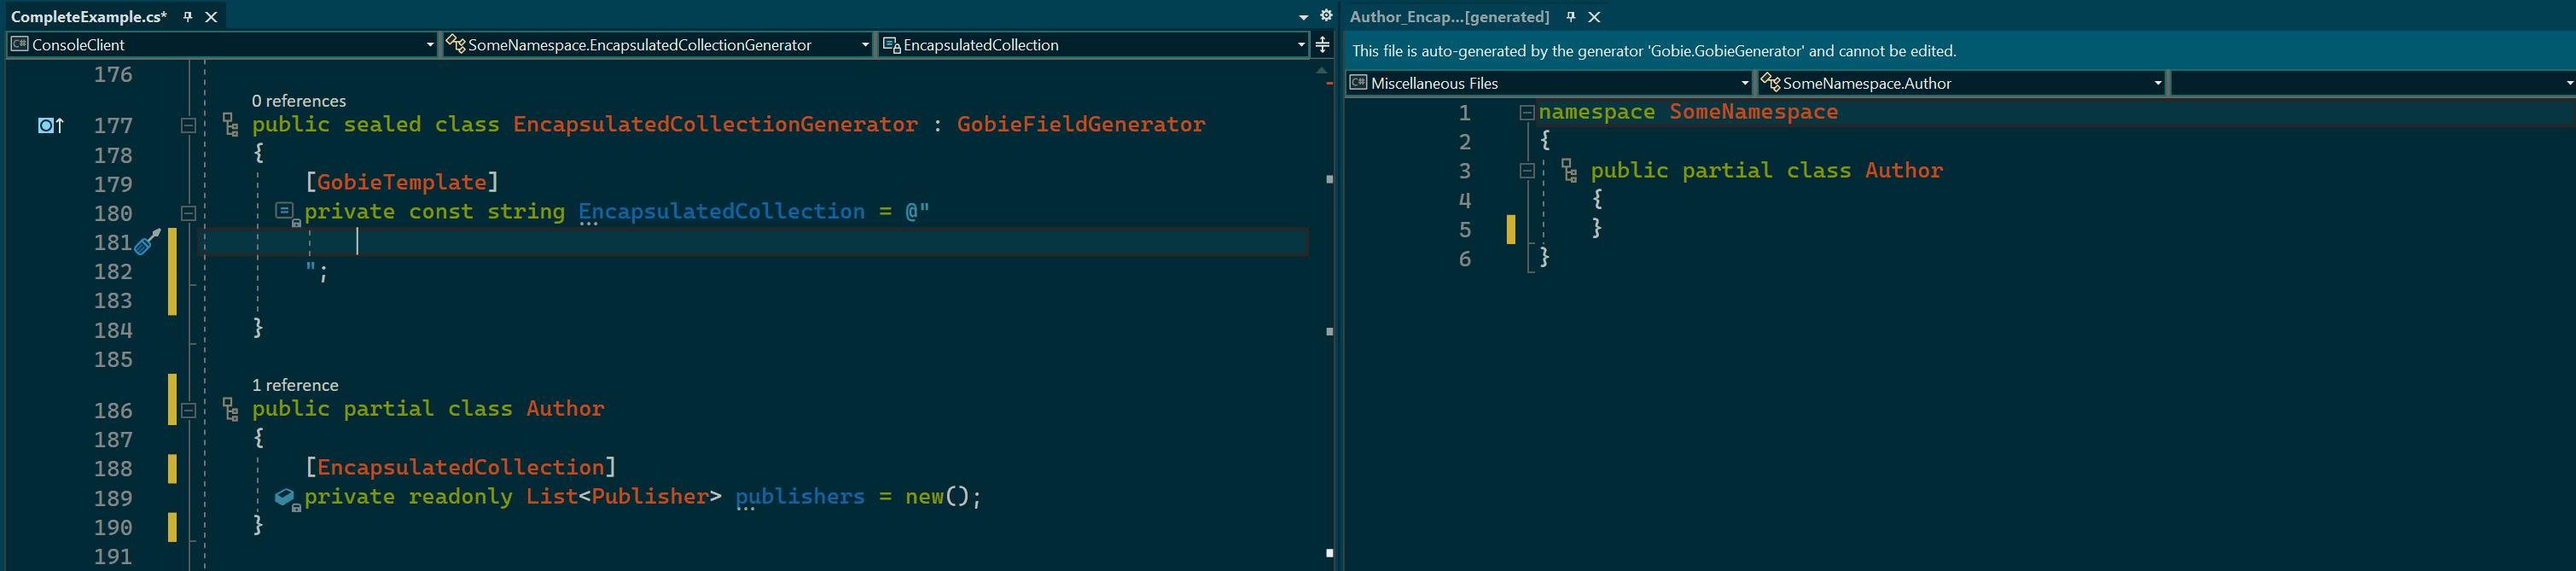 CompleteExample.cs*
ConsoleClient
SomeNamespace.EncapsulatedCollectionGenerator
EncapsulatedCollection
176
0 references
177 public sealed class EncapsulatedCollectionGenerator : GobieFieldGenerator
178 {
179 [GobieTemplate]
180 private const string EncapsulatedCollection = @"
181
182 ";
183
184 }
185
1 reference
186 public partial class Author
187 {
188 [EncapsulatedCollection]
189 private readonly List<Publisher> publishers = new();
190 }
191
Author_Encap...[generated]
This file is auto-generated by the generator 'Gobie.GobieGenerator' and cannot be edited.
Miscellaneous Files
SomeNamespace.Author
1 namespace SomeNamespace
2 {
3 public partial class Author
4 {
5 }
6 }